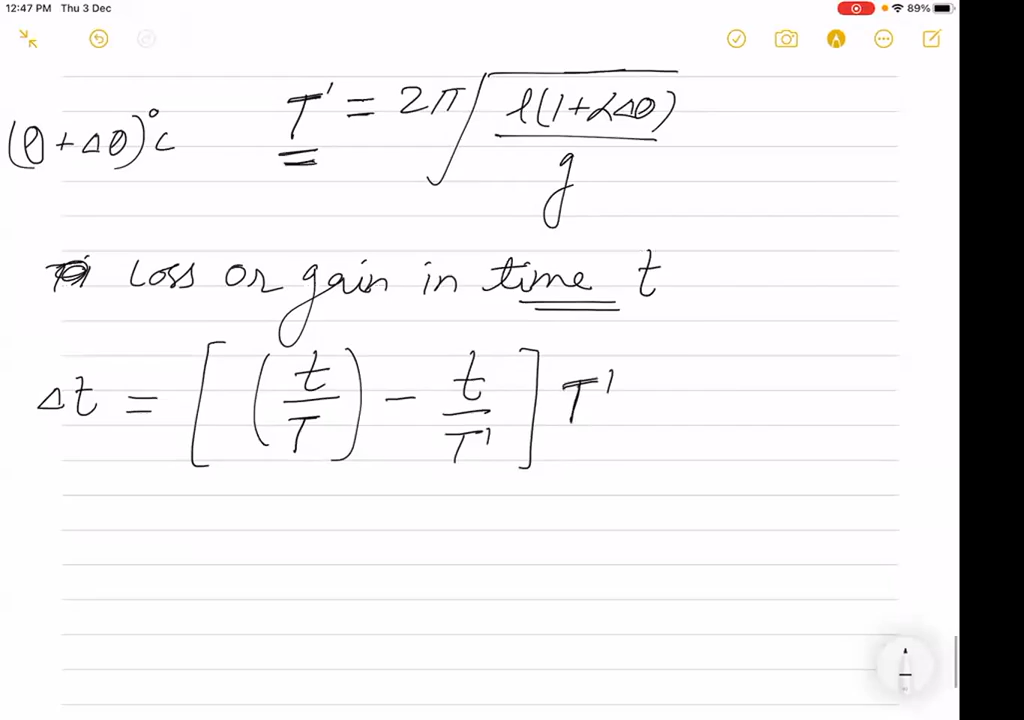 12:47 PM Thu 3 Dec 89%
(θ + Δθ)°c T' = 2π √(l(1+αΔθ)/g)
Loss or gain in time t
Δt = [(t/T) - t/T'] T'